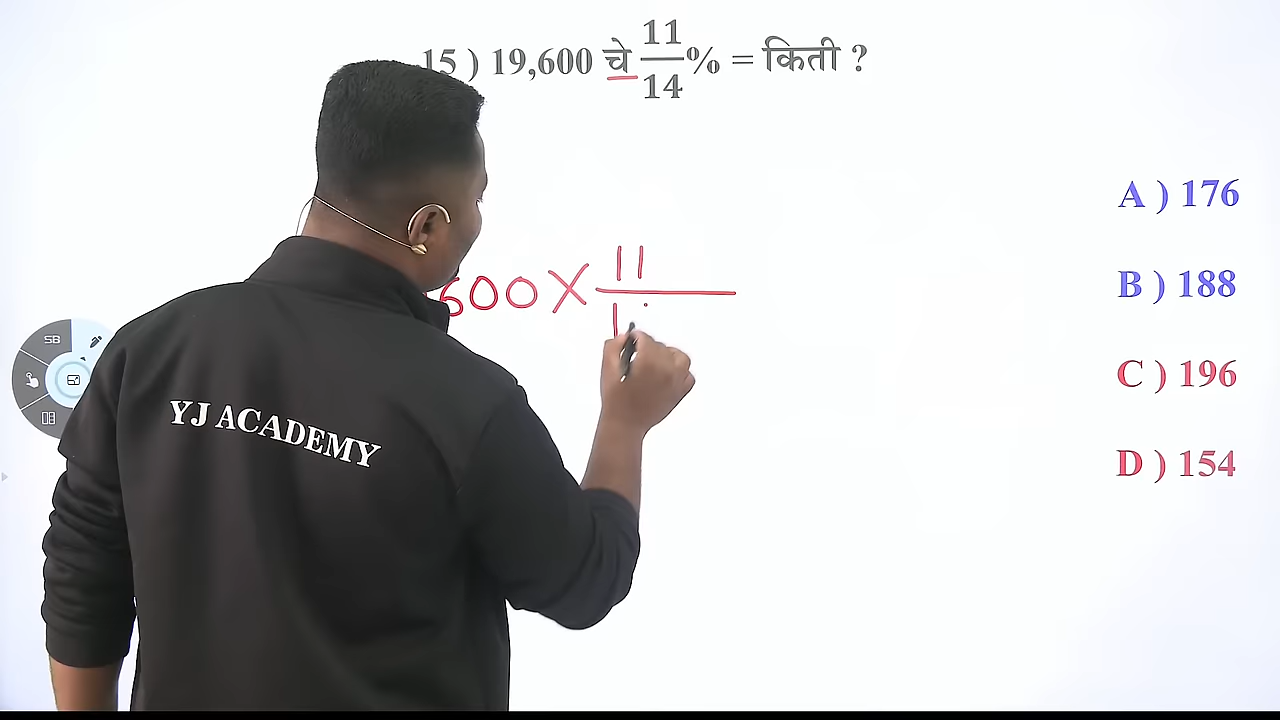 15 ) 19,600 चे 11/14 % = किती ?
A ) 176
600 X 11
B ) 188
SB
C ) 196
YJ ACADEMY
D ) 154